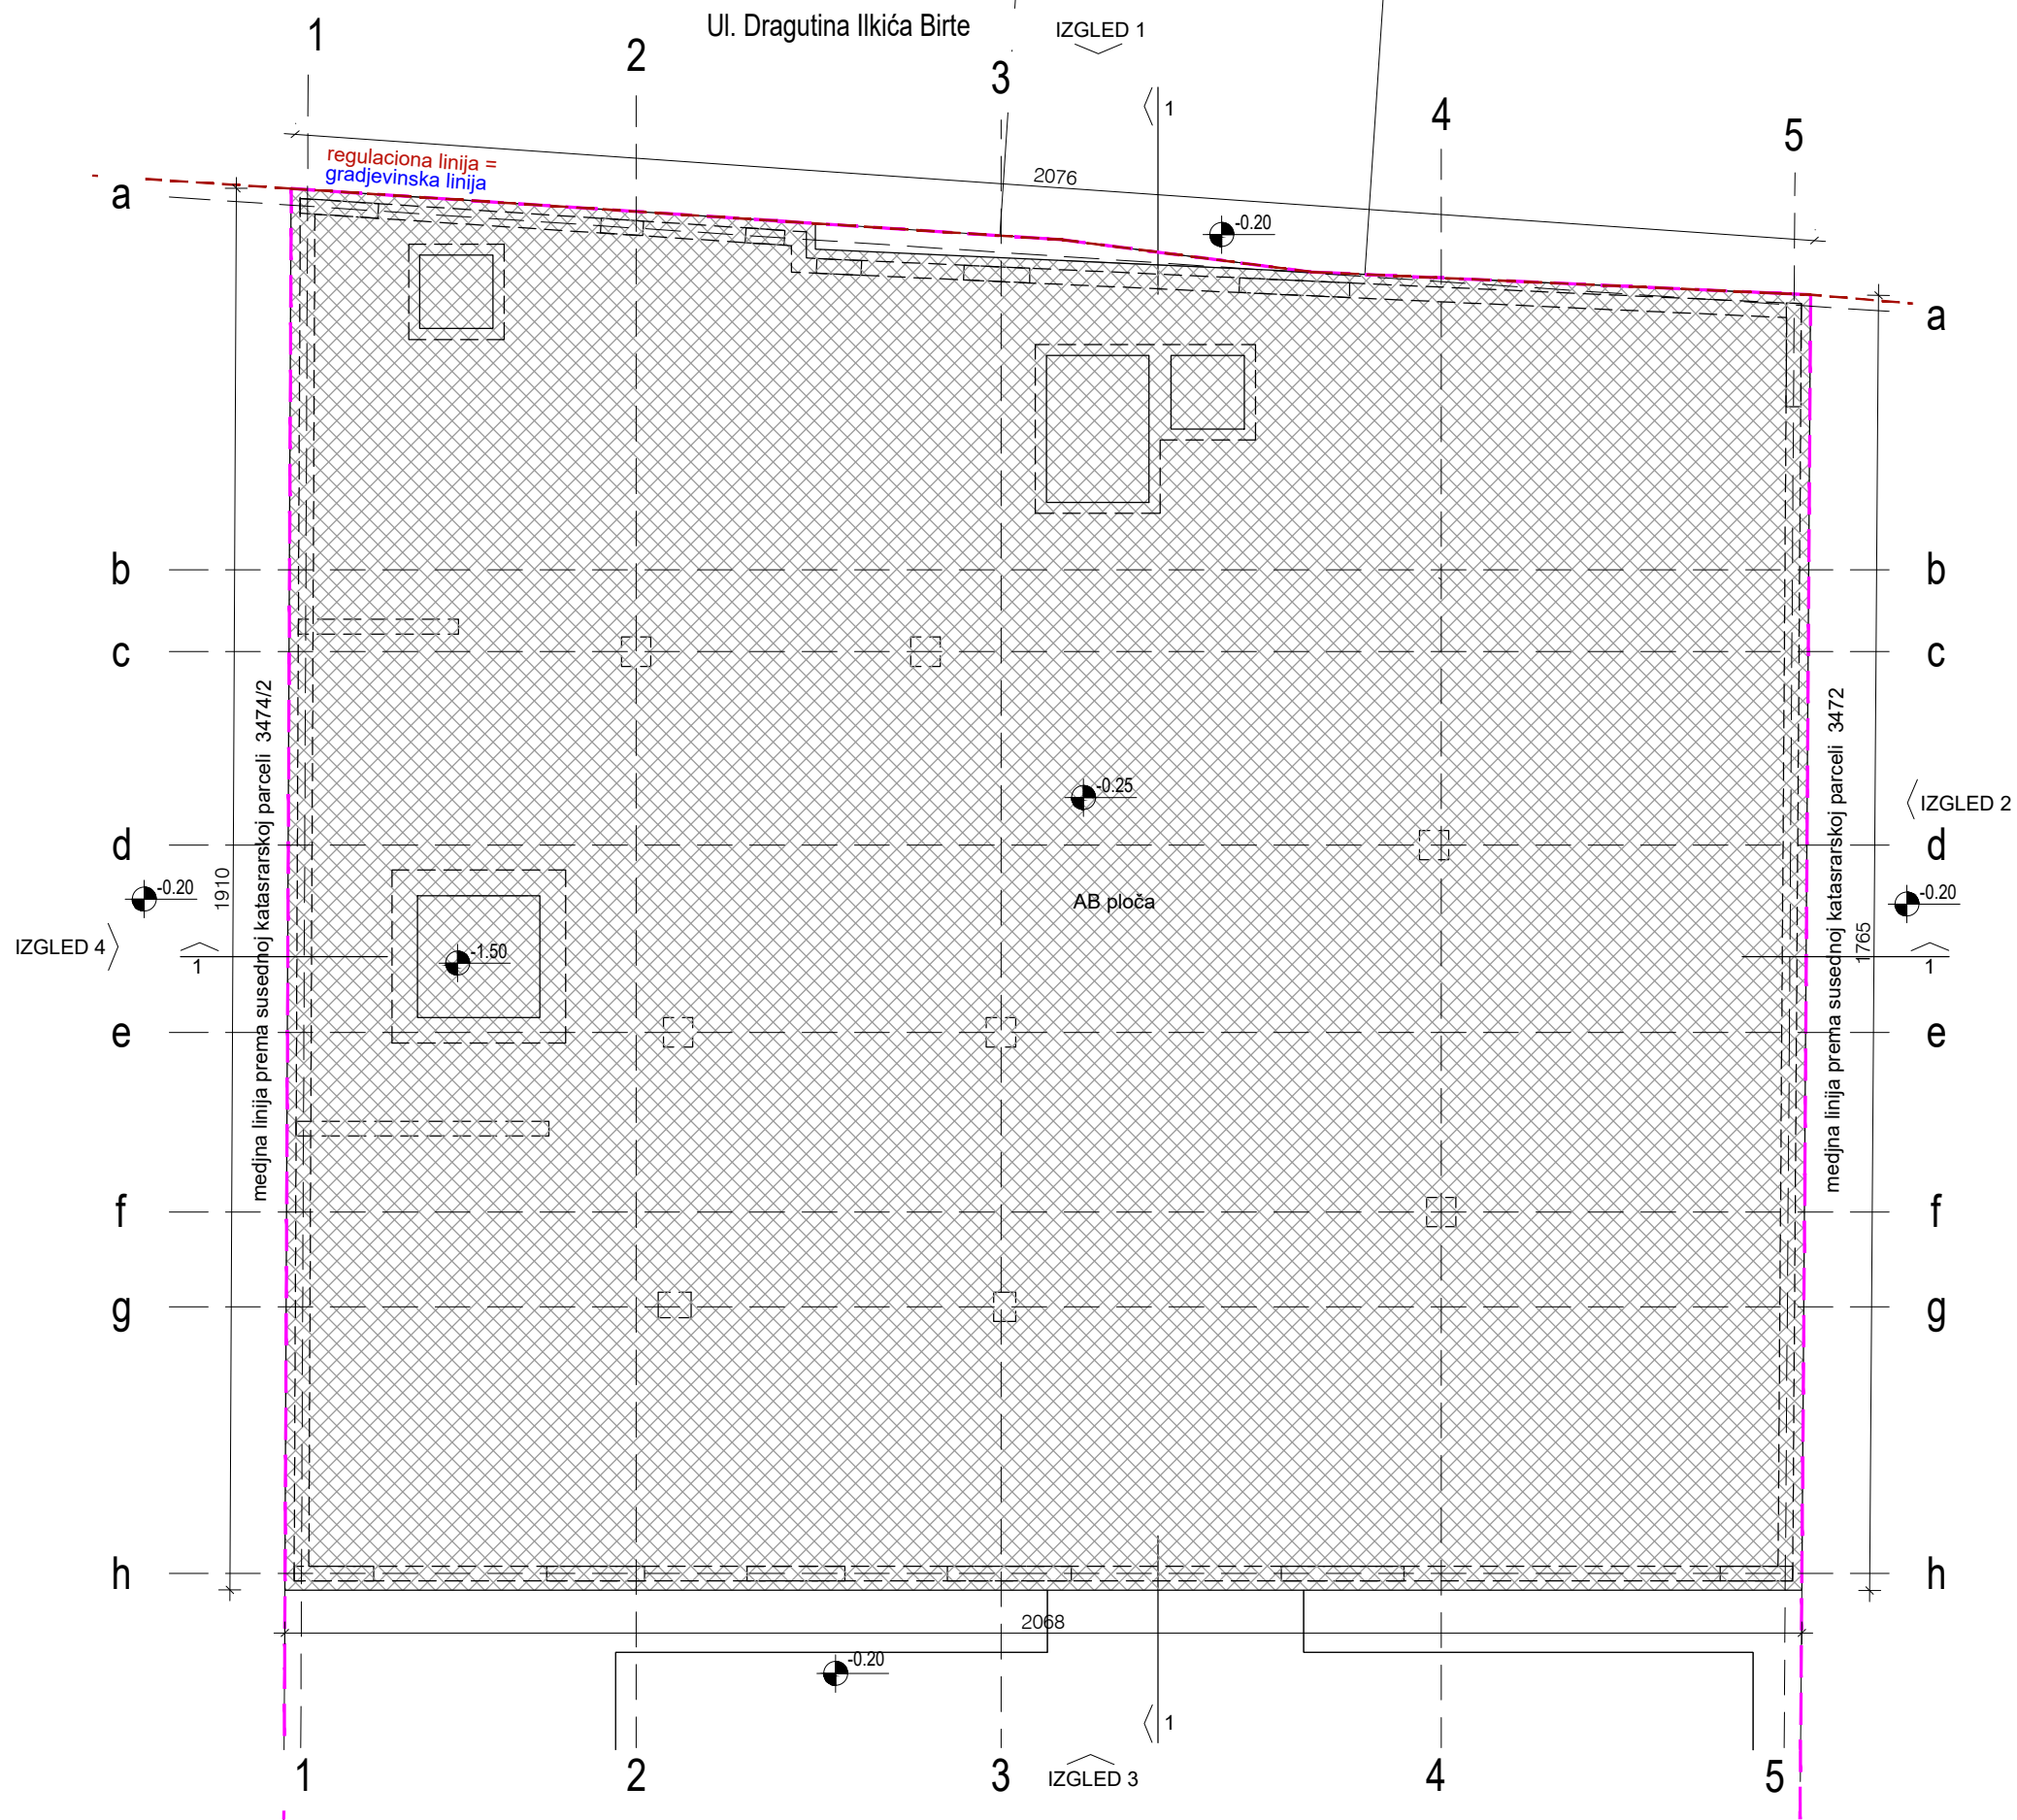 Ul. Dragutina Ilkića Birte
IZGLED 1
1
2
3
4
5
1
2076
regulaciona linija =
gradjevinska linija
-0.20
a
a
b
b
c
c
medjna linija prema susednoj katasrarskoj parceli 3474/2
medjna linija prema susednoj katasrarskoj parceli 3472
-0.25
IZGLED 2
d
d
1910
-0.20
AB ploča
-0.20
IZGLED 4
1
-1.50
1765
1
e
e
f
f
g
g
h
h
2068
-0.20
1
1
2
3
IZGLED 3
4
5